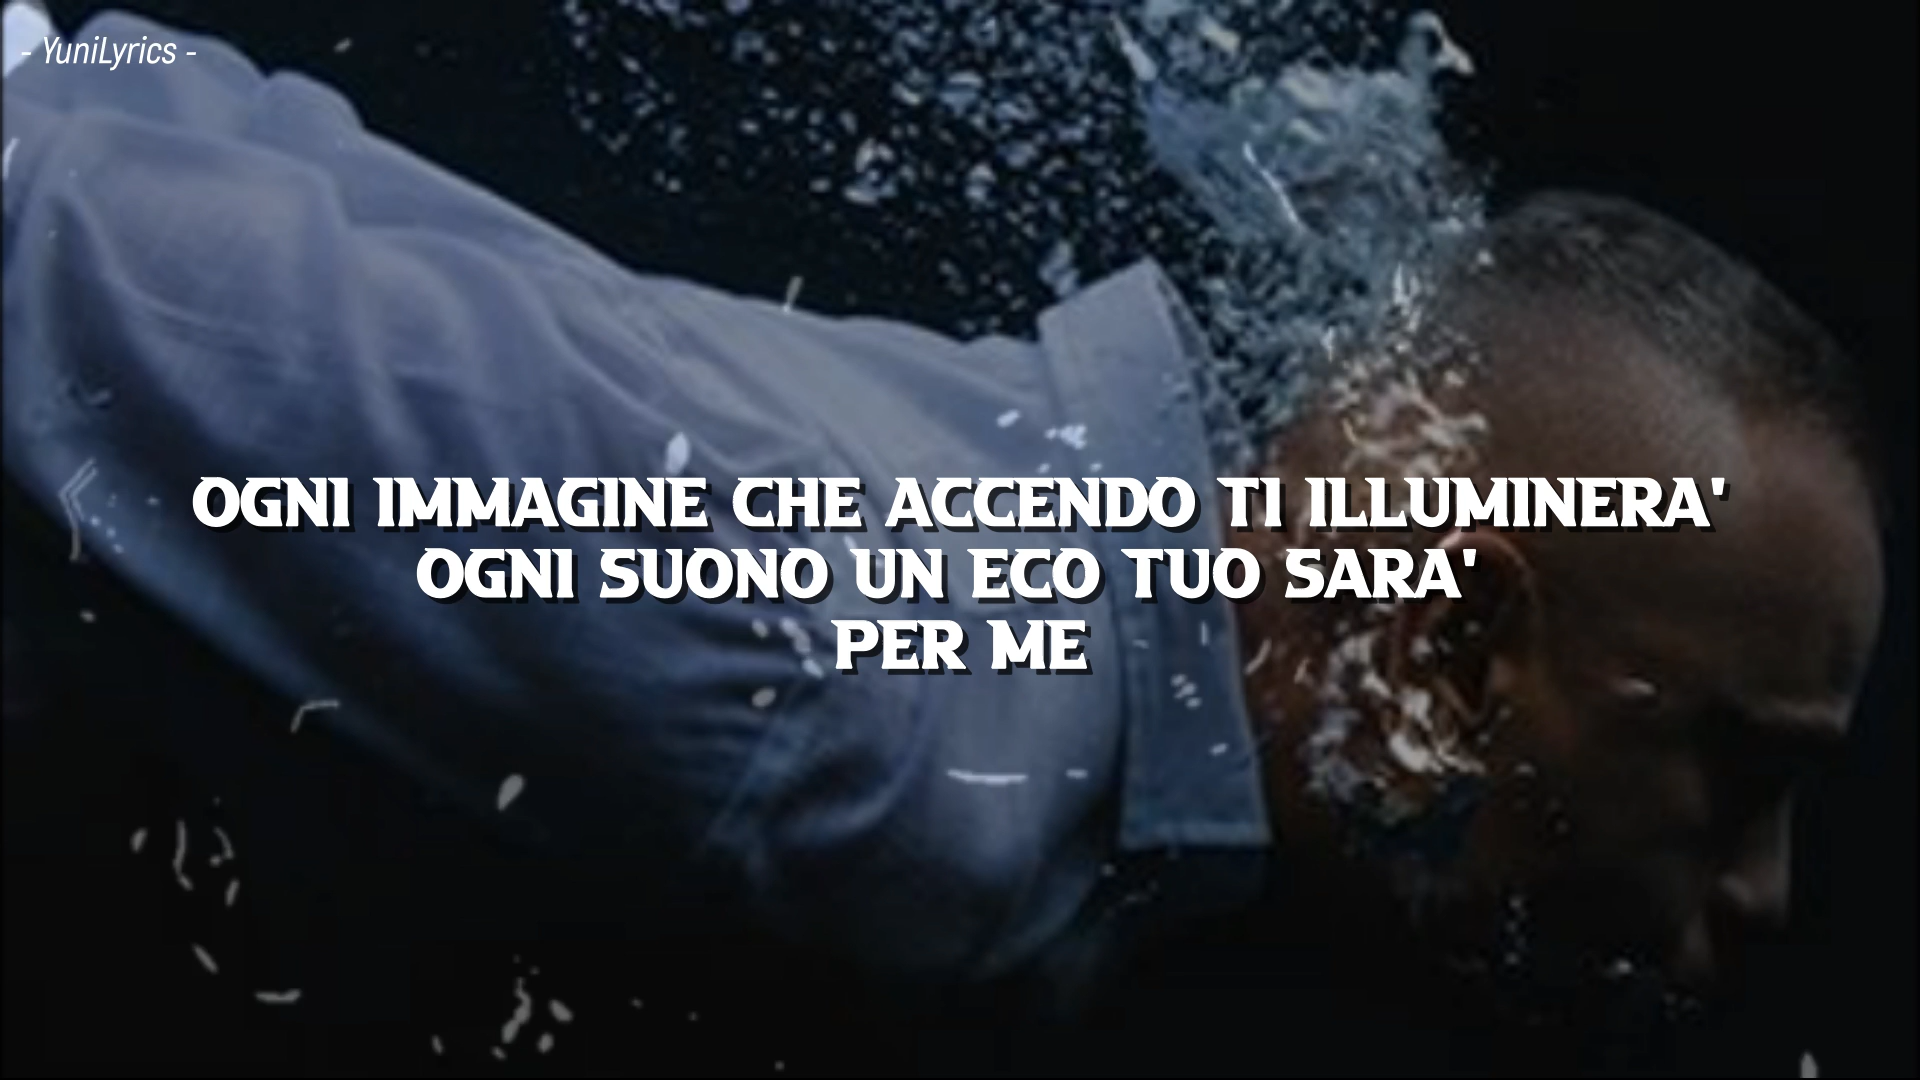 - YuniLyrics -
OGNI IMMAGINE CHE ACCENDO TI ILLUMINERA'
OGNI SUONO UN ECO TUO SARA'
PER ME